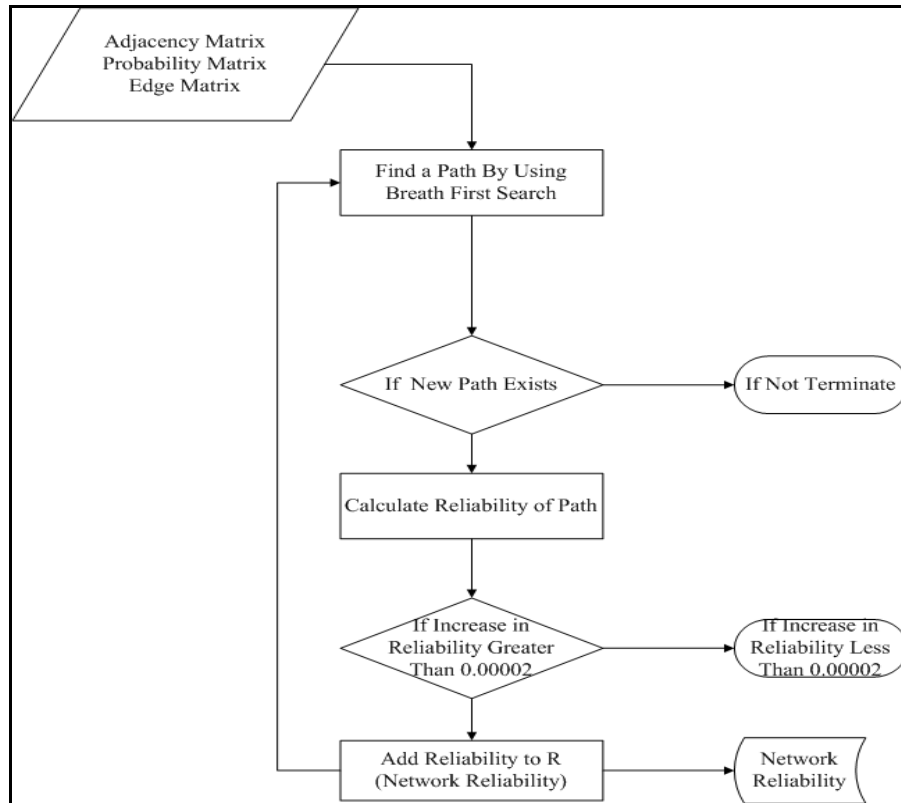 Adjacency Matrix
Probability Matrix
Edge Matrix
Find a Path By Using
Breath First Search
If New Path Exists
If Not Terminate
Calculate Reliability of Path
If Increase in
Reliability Greater
Than 0.00002
If Increase in
Reliability Less
Than 0.00002
Add Reliability to R
(Network Reliability)
Network
Reliability